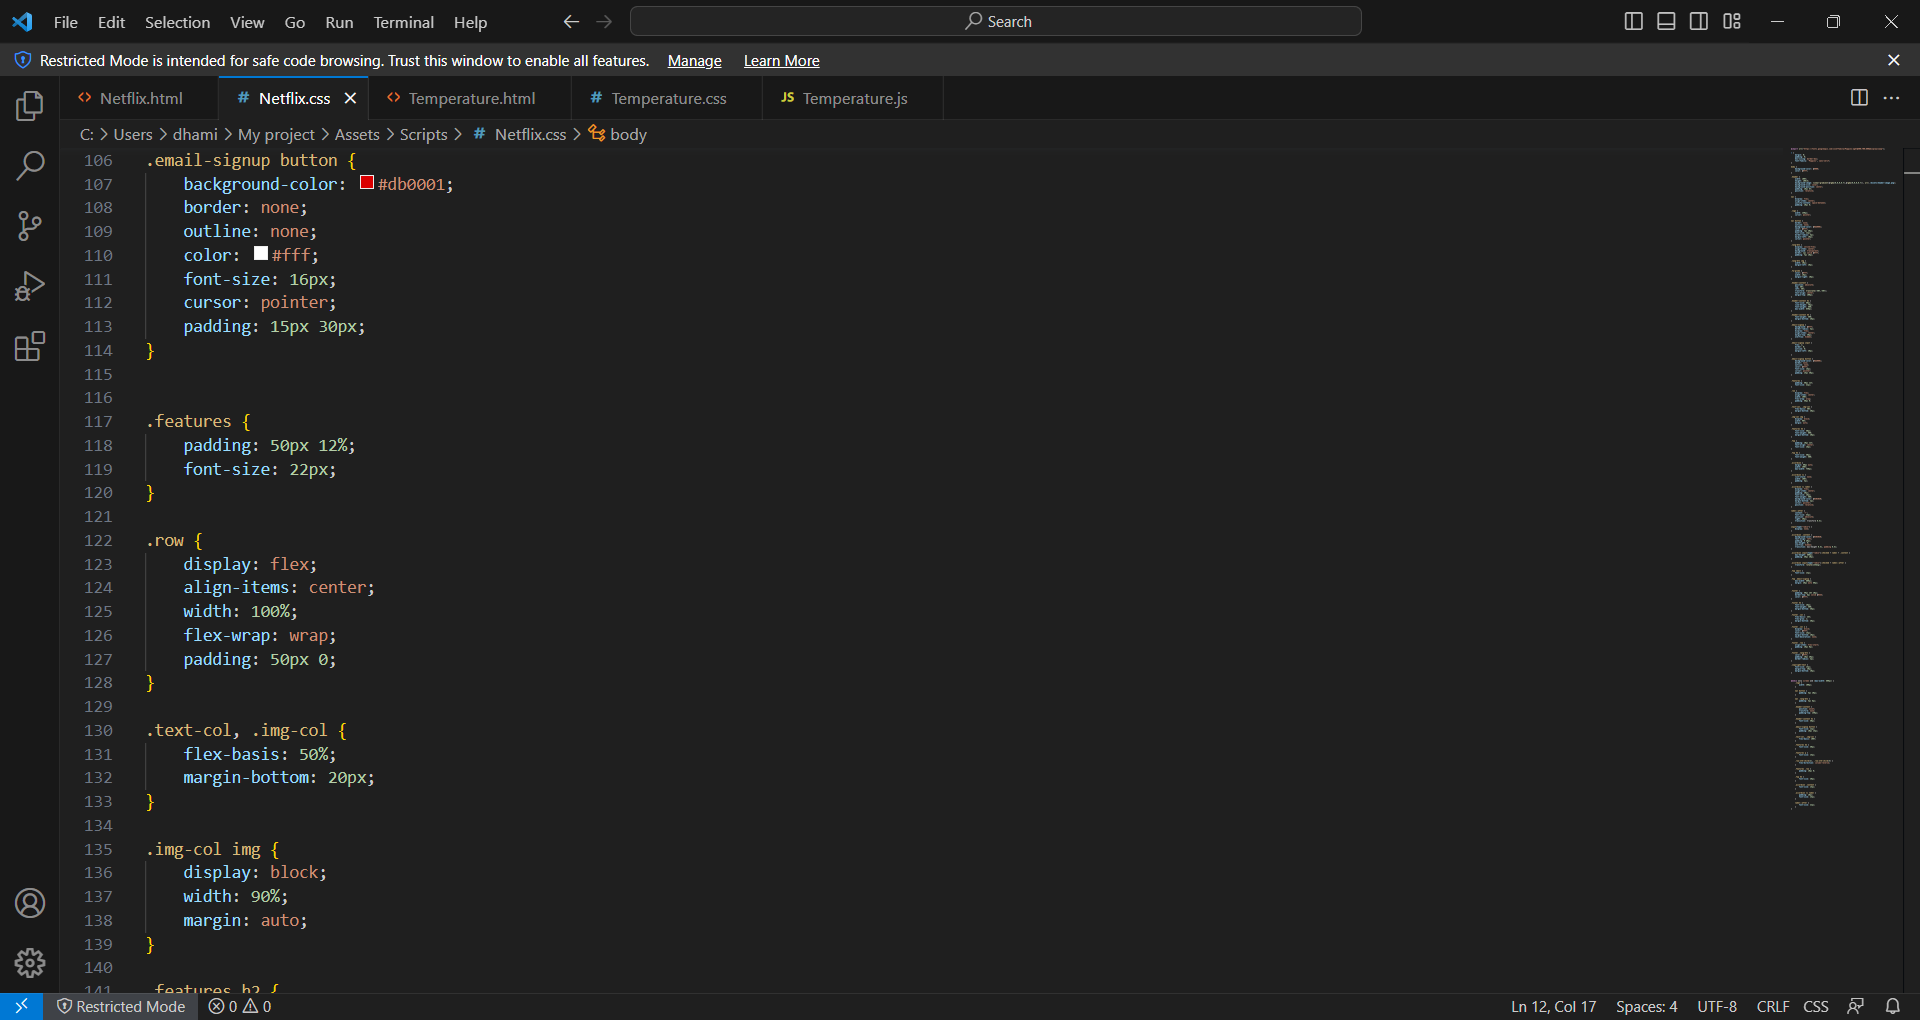 File Edit Selection View Go Run Terminal Help Search
Restricted Mode is intended for safe code browsing. Trust this window to enable all features. Manage Learn More
Netflix.html # Netflix.css Temperature.html # Temperature.css JS Temperature.js
C: > Users > dhami > My project > Assets > Scripts > # Netflix.css > body
106 .email-signup button {
107 background-color: #db0001;
108 border: none;
109 outline: none;
110 color: #fff;
111 font-size: 16px;
112 cursor: pointer;
113 padding: 15px 30px;
114 }
115
116
117 .features {
118 padding: 50px 12%;
119 font-size: 22px;
120 }
121
122 .row {
123 display: flex;
124 align-items: center;
125 width: 100%;
126 flex-wrap: wrap;
127 padding: 50px 0;
128 }
129
130 .text-col, .img-col {
131 flex-basis: 50%;
132 margin-bottom: 20px;
133 }
134
135 .img-col img {
136 display: block;
137 width: 90%;
138 margin: auto;
139 }
140
141 .features h2 {
Restricted Mode 0 0 Ln 12, Col 17 Spaces: 4 UTF-8 CRLF CSS